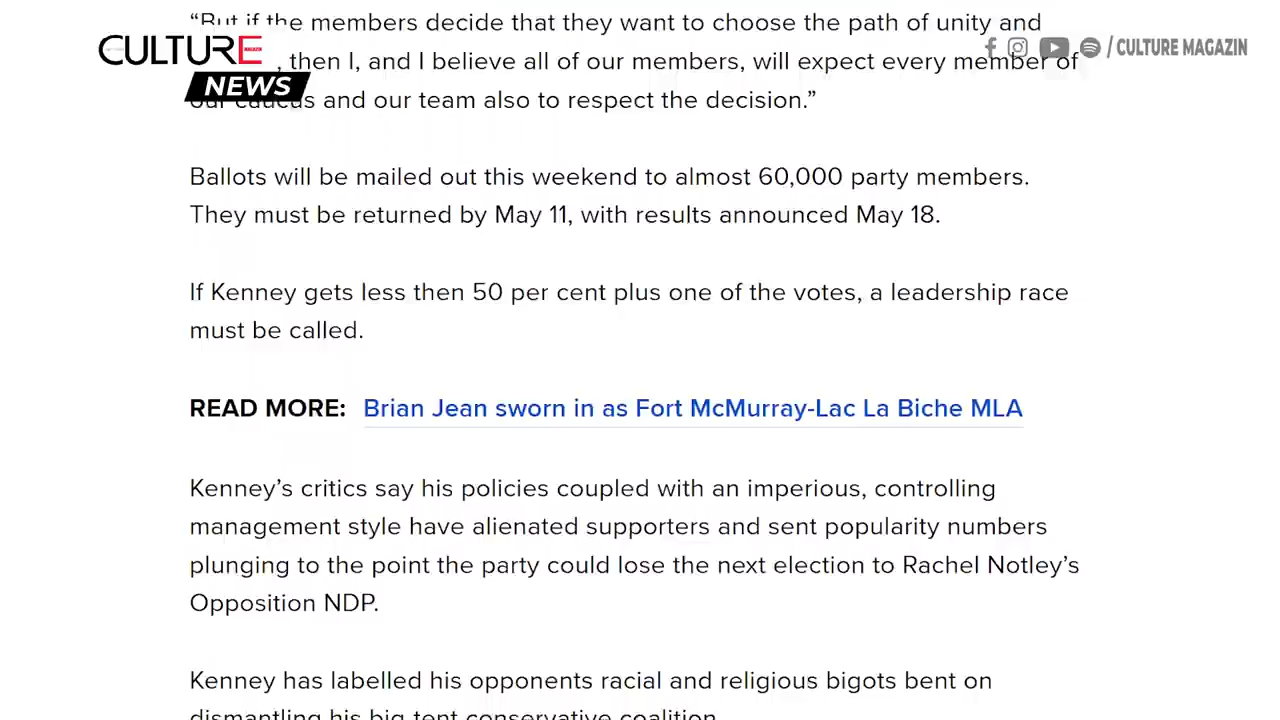 “But if the members decide that they want to choose the path of unity and
, then I, and I believe all of our members, will expect every member of
our caucus and our team also to respect the decision.”
CULTURE
NEWS
/ CULTURE MAGAZIN
Ballots will be mailed out this weekend to almost 60,000 party members.
They must be returned by May 11, with results announced May 18.
If Kenney gets less then 50 per cent plus one of the votes, a leadership race
must be called.
READ MORE: Brian Jean sworn in as Fort McMurray-Lac La Biche MLA
Kenney’s critics say his policies coupled with an imperious, controlling
management style have alienated supporters and sent popularity numbers
plunging to the point the party could lose the next election to Rachel Notley’s
Opposition NDP.
Kenney has labelled his opponents racial and religious bigots bent on
dismantling his big tent conservative coalition.